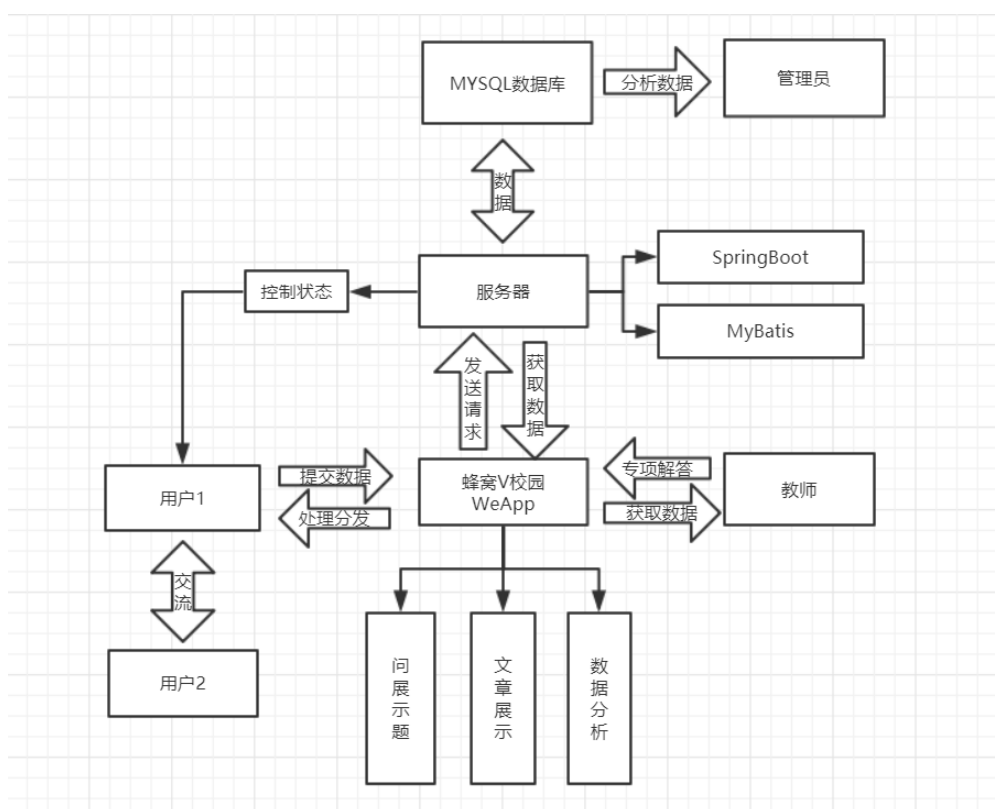 MYSQL数据库
分析数据
管理员
数据
SpringBoot
控制状态
服务器
MyBatis
发送请求
获取数据
用户1
提交数据
处理分发
蜂窝V校园
WeApp
专项解答
获取数据
教师
交流
用户2
问展示题
文章展示
数据分析